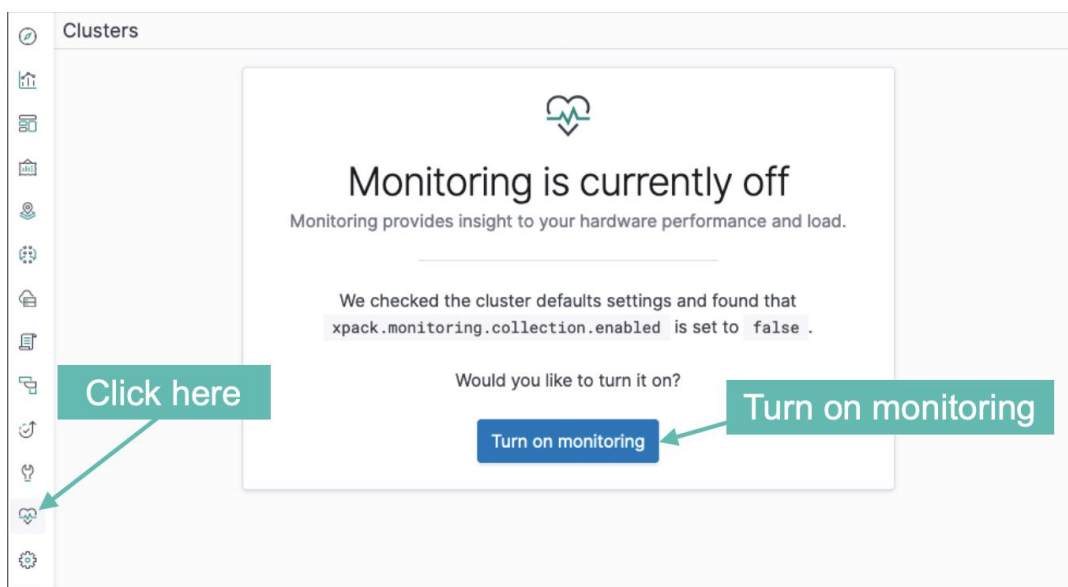 Clusters
Monitoring is currently off
Monitoring provides insight to your hardware performance and load.
We checked the cluster defaults settings and found that
xpack.monitoring.collection.enabled is set to false .
Would you like to turn it on?
Click here
Turn on monitoring
Turn on monitoring